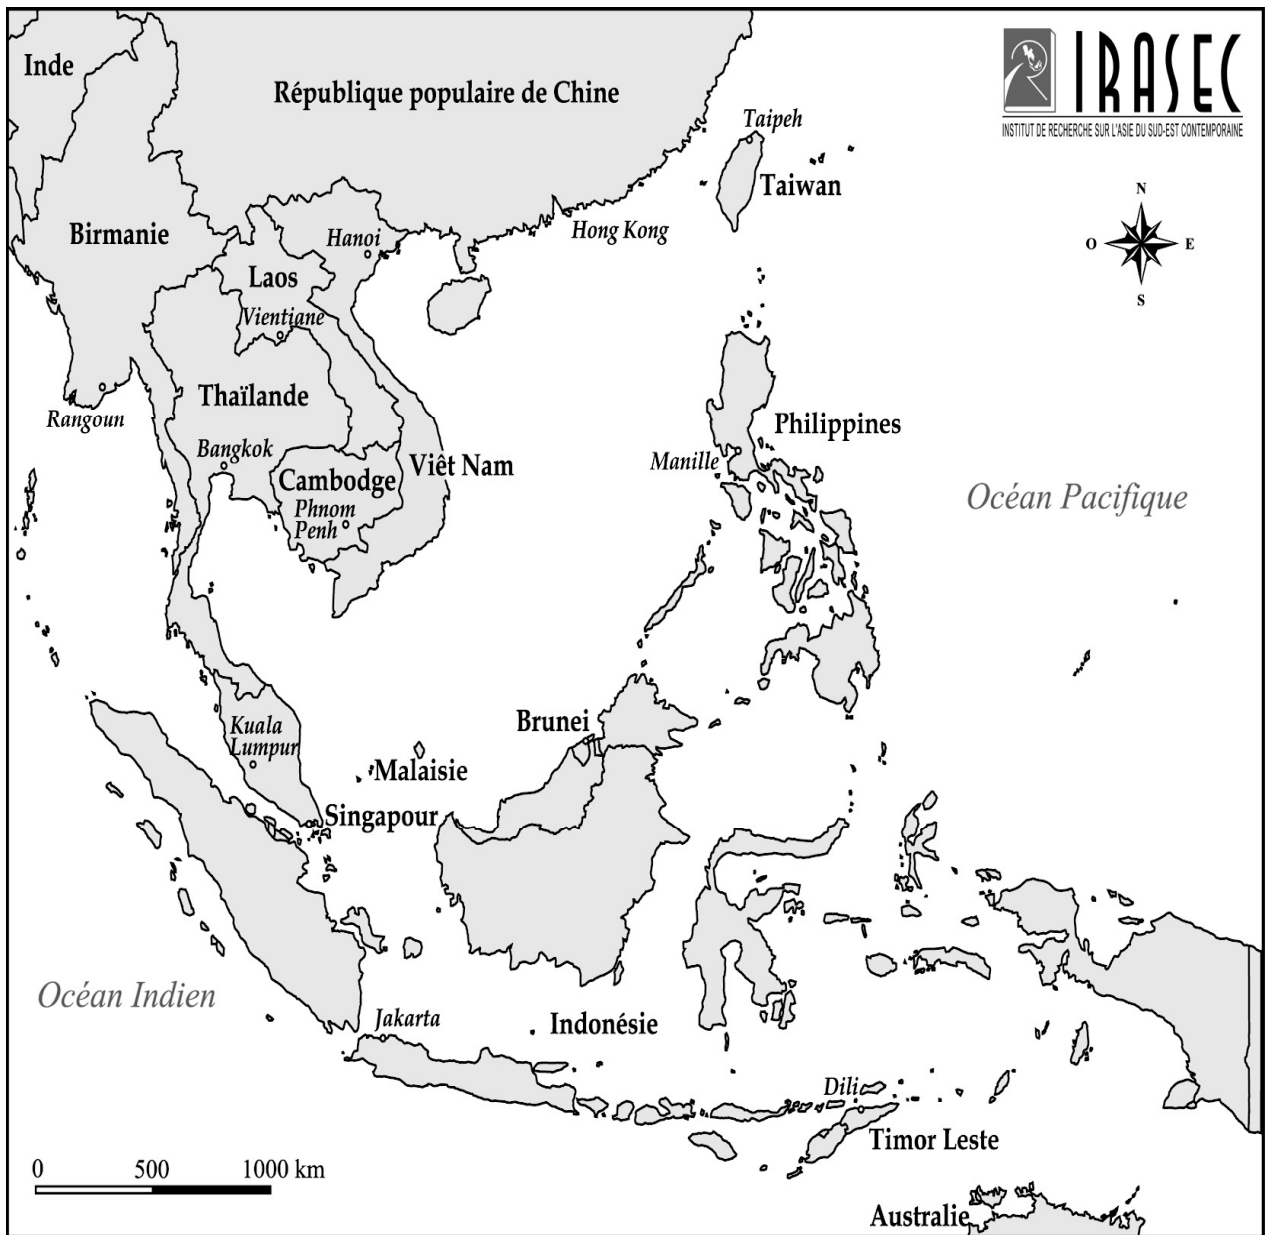 Inde
République populaire de Chine
IRASEC
INSTITUT DE RECHERCHE SUR L'ASIE DU SUD-EST CONTEMPORAINE
Taipeh
Taiwan
N
O
E
S
Birmanie
Hanoi
Hong Kong
Laos
Vientiane
Thaïlande
Rangoun
Bangkok
Cambodge
Phnom
Penh
Viêt Nam
Philippines
Manille
Océan Pacifique
Kuala
Lumpur
Brunei
Malaisie
Singapour
Océan Indien
Jakarta
Indonésie
Dili
Timor Leste
0 500 1000 km
Australie